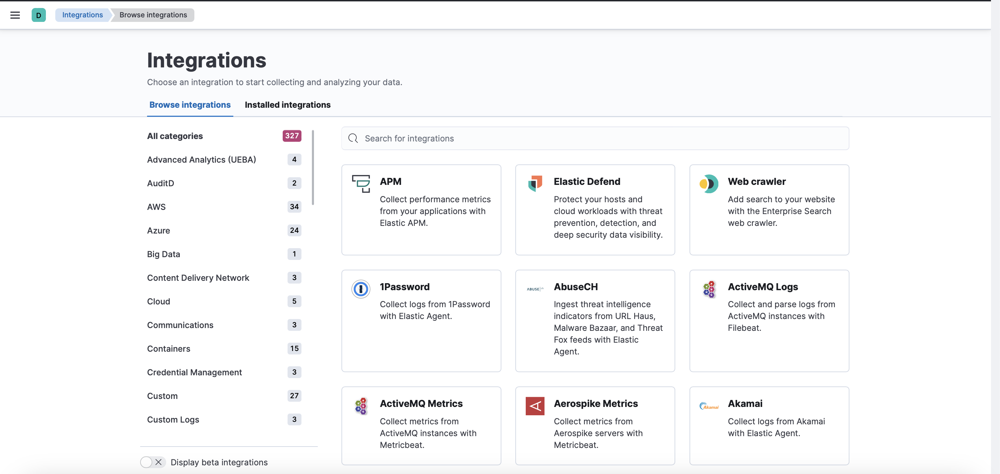 D
Integrations
Browse integrations
Integrations
Choose an integration to start collecting and analyzing your data.
Browse integrations
Installed integrations
All categories 327
Advanced Analytics (UEBA) 4
AuditD 2
AWS 34
Azure 24
Big Data 1
Content Delivery Network 3
Cloud 5
Communications 3
Containers 15
Credential Management 3
Custom 27
Custom Logs 3
Display beta integrations
Search for integrations
APM
Collect performance metrics
from your applications with
Elastic APM.
Elastic Defend
Protect your hosts and
cloud workloads with threat
prevention, detection, and
deep security data visibility.
Web crawler
Add search to your website
with the Enterprise Search
web crawler.
1Password
Collect logs from 1Password
with Elastic Agent.
ABUSE|ch
AbuseCH
Ingest threat intelligence
indicators from URL Haus,
Malware Bazaar, and Threat
Fox feeds with Elastic
Agent.
ActiveMQ Logs
Collect and parse logs from
ActiveMQ instances with
Filebeat.
ActiveMQ Metrics
Collect metrics from
ActiveMQ instances with
Metricbeat.
Aerospike Metrics
Collect metrics from
Aerospike servers with
Metricbeat.
Akamai
Akamai
Collect logs from Akamai
with Elastic Agent.